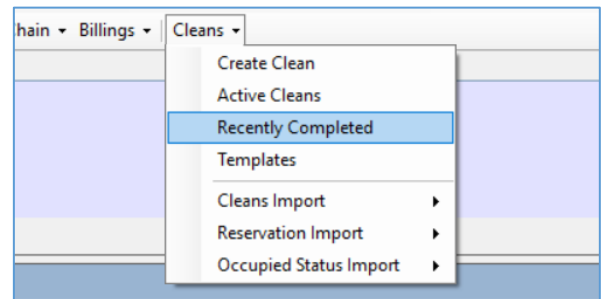 hain Billings Cleans
Create Clean
Active Cleans
Recently Completed
Templates
Cleans Import
Reservation Import
Occupied Status Import